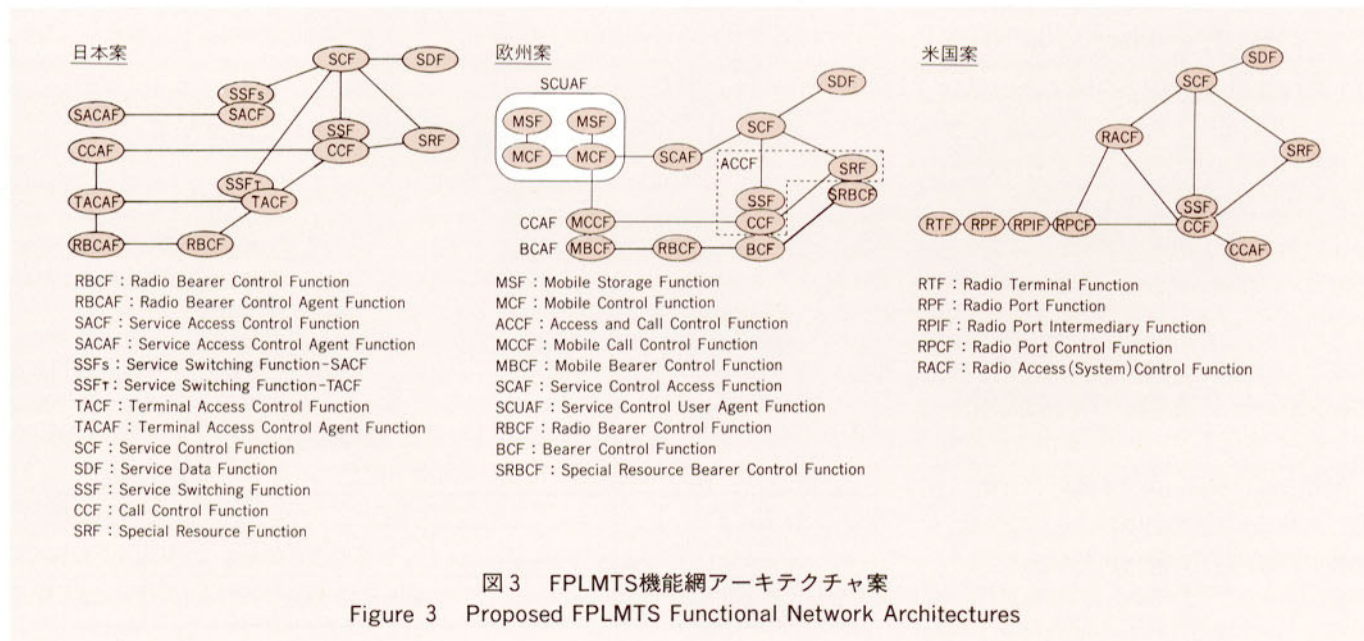 日本案
SCF
SDF
SSFs
SACAF
SACF
SSF
CCAF
CCF
SRF
SSFT
TACAF
TACF
RBCAF
RBCF
RBCF : Radio Bearer Control Function
RBCAF : Radio Bearer Control Agent Function
SACF : Service Access Control Function
SACAF : Service Access Control Agent Function
SSFs : Service Switching Function-SACF
SSFT : Service Switching Function-TACF
TACF : Terminal Access Control Function
TACAF : Terminal Access Control Agent Function
SCF : Service Control Function
SDF : Service Data Function
SSF : Service Switching Function
CCF : Call Control Function
SRF : Special Resource Function
欧州案
SCUAF
SDF
MSF
MSF
SCF
MCF
MCF
SCAF
ACCF
SRF
SSF
SRBCF
CCAF
MCCF
CCF
BCAF
MBCF
RBCF
BCF
MSF : Mobile Storage Function
MCF : Mobile Control Function
ACCF : Access and Call Control Function
MCCF : Mobile Call Control Function
MBCF : Mobile Bearer Control Function
SCAF : Service Control Access Function
SCUAF : Service Control User Agent Function
RBCF : Radio Bearer Control Function
BCF : Bearer Control Function
SRBCF : Special Resource Bearer Control Function
米国案
SDF
SCF
RACF
SRF
SSF
RTF
RPF
RPIF
RPCF
CCF
CCAF
RTF : Radio Terminal Function
RPF : Radio Port Function
RPIF : Radio Port Intermediary Function
RPCF : Radio Port Control Function
RACF : Radio Access (System) Control Function
図3 FPLMTS機能網アーキテクチャ案
Figure 3 Proposed FPLMTS Functional Network Architectures